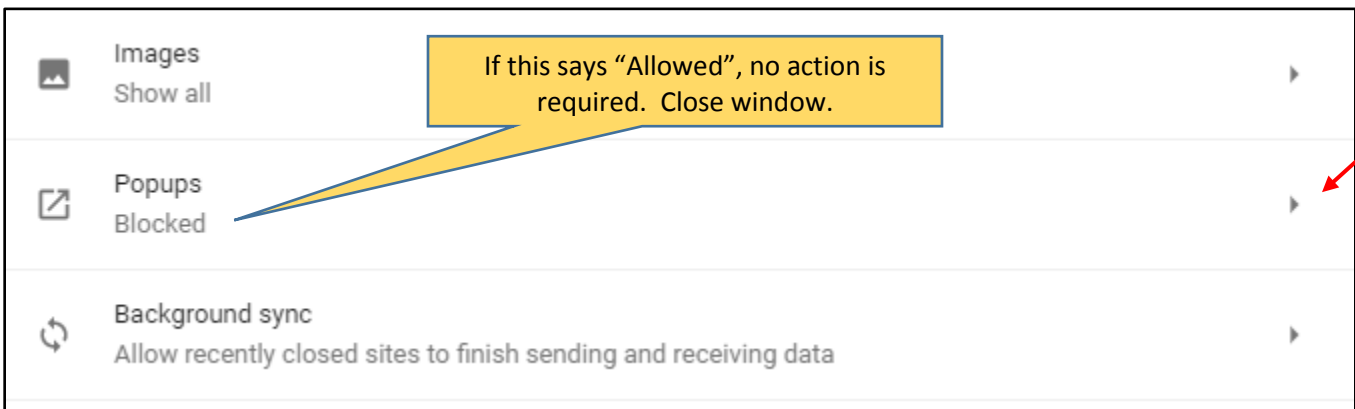 Images
Show all
If this says “Allowed”, no action is
required.  Close window.
Popups
Blocked
Background sync
Allow recently closed sites to finish sending and receiving data